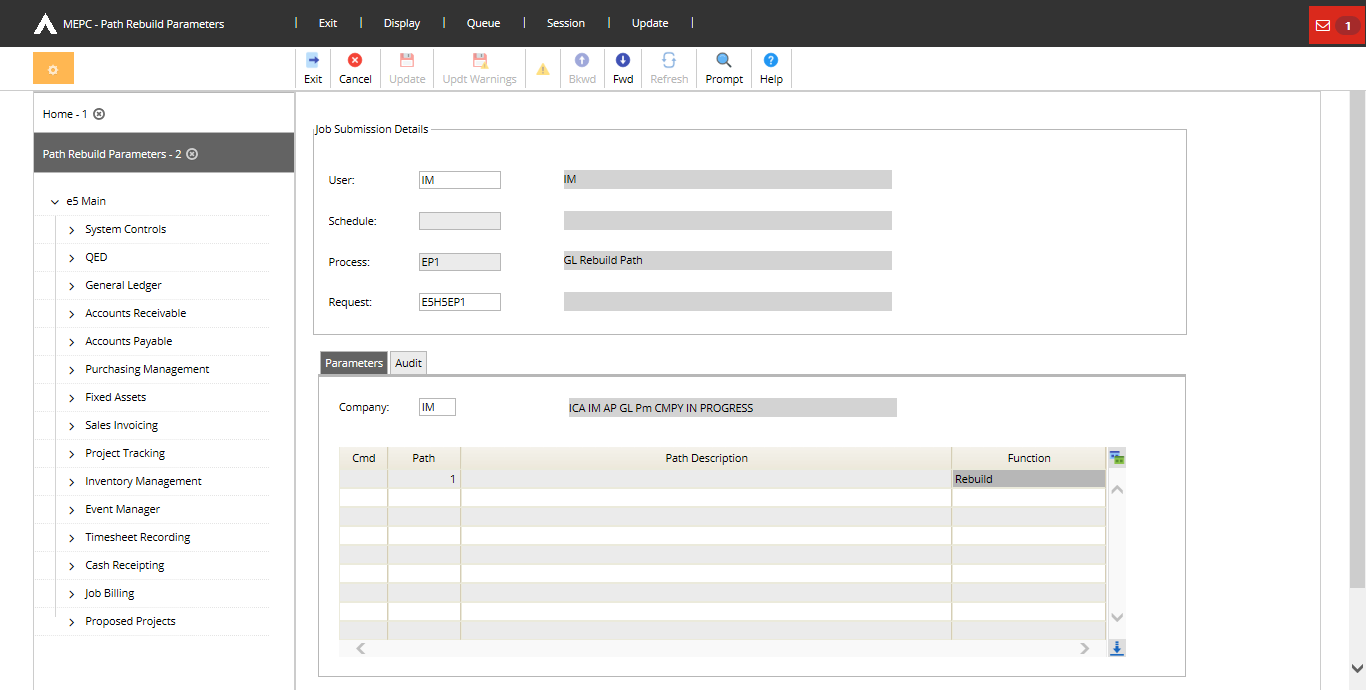 MEPC - Path Rebuild Parameters Exit Display Queue Session Update 1
Exit Cancel Update Updt Warnings Bkwd Fwd Refresh Prompt Help
Home - 1
Path Rebuild Parameters - 2
e5 Main
System Controls
QED
General Ledger
Accounts Receivable
Accounts Payable
Purchasing Management
Fixed Assets
Sales Invoicing
Project Tracking
Inventory Management
Event Manager
Timesheet Recording
Cash Receipting
Job Billing
Proposed Projects
Job Submission Details
User: IM IM
Schedule:
Process: EP1 GL Rebuild Path
Request: E5H5EP1
Parameters Audit
Company: IM ICA IM AP GL Pm CMPY IN PROGRESS
Cmd Path Path Description Function
1 Rebuild